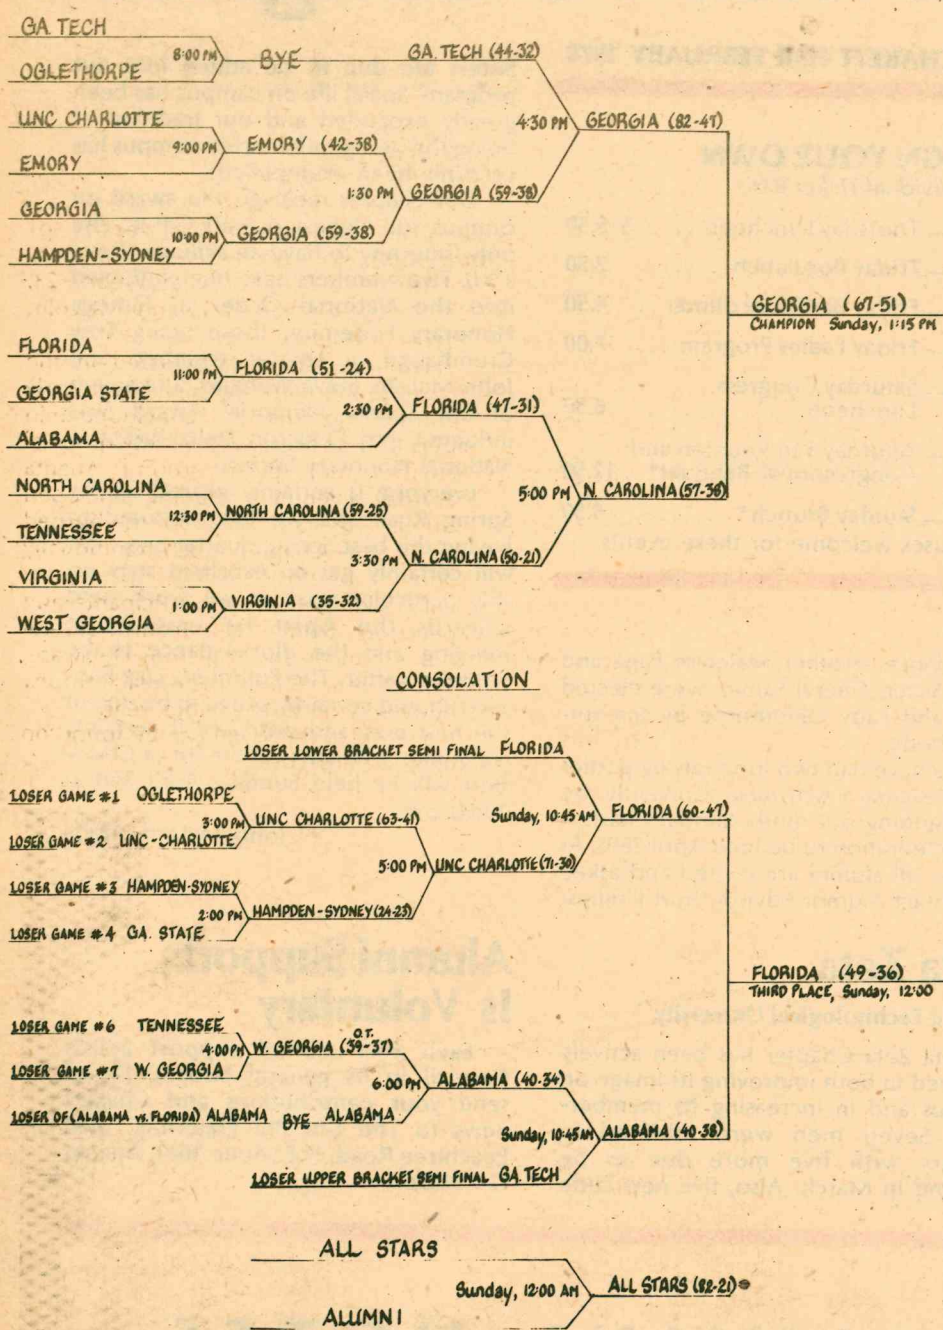 GA. TECH
8:00 PM
OGLETHORPE
BYE
GA. TECH (44-32)
UNC CHARLOTTE
9:00 PM
EMORY
EMORY (42-38)
4:30 PM
GEORGIA (82-47)
1:30 PM
GEORGIA (59-38)
GEORGIA
10:00 PM
HAMPDEN-SYDNEY
GEORGIA (59-38)
GEORGIA (67-51)
CHAMPION Sunday, 1:15 PM
FLORIDA
11:00 PM
GEORGIA STATE
FLORIDA (51-24)
2:30 PM
FLORIDA (47-31)
ALABAMA
5:00 PM
N. CAROLINA (57-36)
NORTH CAROLINA
12:30 PM
TENNESSEE
NORTH CAROLINA (59-25)
3:30 PM
N. CAROLINA (50-21)
VIRGINIA
1:00 PM
WEST GEORGIA
VIRGINIA (35-32)
CONSOLATION
LOSER LOWER BRACKET SEMI FINAL FLORIDA
Sunday, 10:45 AM
FLORIDA (60-47)
LOSER GAME #1 OGLETHORPE
3:00 PM
UNC CHARLOTTE (63-41)
LOSER GAME #2 UNC-CHARLOTTE
5:00 PM
UNC CHARLOTTE (71-30)
LOSER GAME #3 HAMPDEN-SYDNEY
2:00 PM
HAMPDEN-SYDNEY (24-23)
LOSER GAME #4 GA. STATE
FLORIDA (49-36)
THIRD PLACE, Sunday, 12:00
LOSER GAME #6 TENNESSEE
O.T.
4:00 PM
W. GEORGIA (39-37)
LOSER GAME #7 W. GEORGIA
6:00 PM
ALABAMA (40-34)
LOSER OF (ALABAMA vs. FLORIDA) ALABAMA
BYE
ALABAMA
Sunday, 10:45 AM
ALABAMA (40-38)
LOSER UPPER BRACKET SEMI FINAL GA. TECH
ALL STARS
Sunday, 12:00 AM
ALL STARS (82-21)
ALUMNI